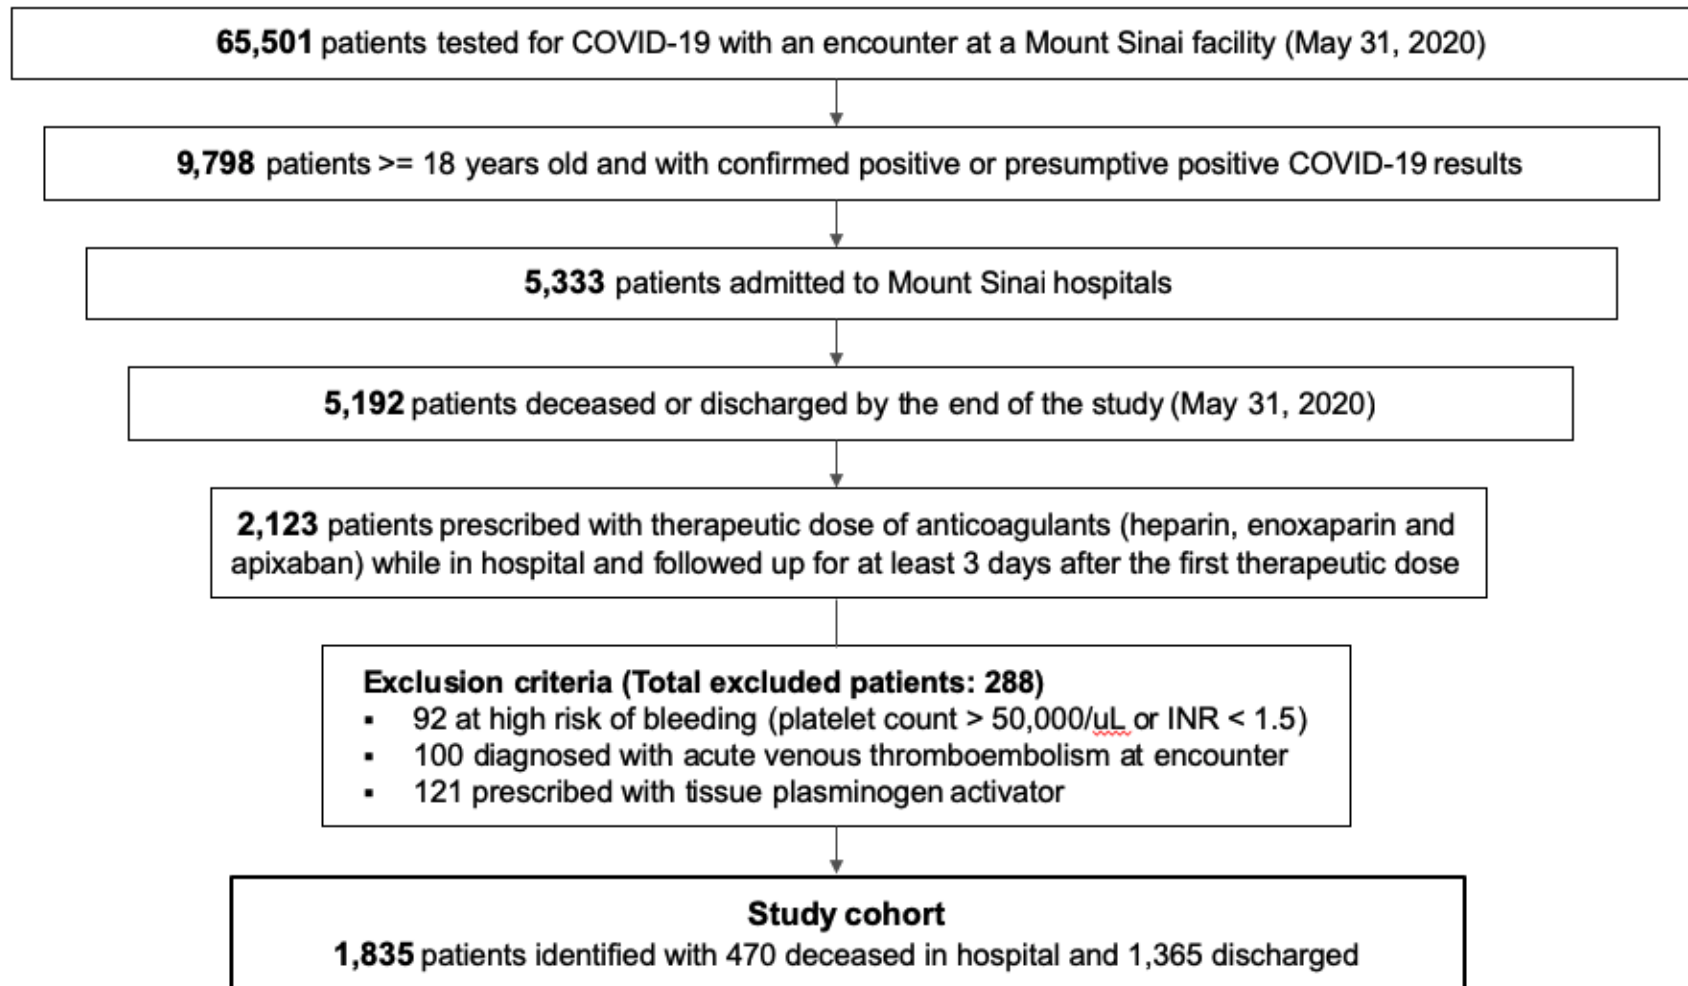 65,501 patients tested for COVID-19 with an encounter at a Mount Sinai facility (May 31, 2020)
9,798 patients >= 18 years old and with confirmed positive or presumptive positive COVID-19 results
5,333 patients admitted to Mount Sinai hospitals
5,192 patients deceased or discharged by the end of the study (May 31, 2020)
2,123 patients prescribed with therapeutic dose of anticoagulants (heparin, enoxaparin and
apixaban) while in hospital and followed up for at least 3 days after the first therapeutic dose
Exclusion criteria (Total excluded patients: 288)
▪ 92 at high risk of bleeding (platelet count > 50,000/uL or INR < 1.5)
▪ 100 diagnosed with acute venous thromboembolism at encounter
▪ 121 prescribed with tissue plasminogen activator
Study cohort
1,835 patients identified with 470 deceased in hospital and 1,365 discharged